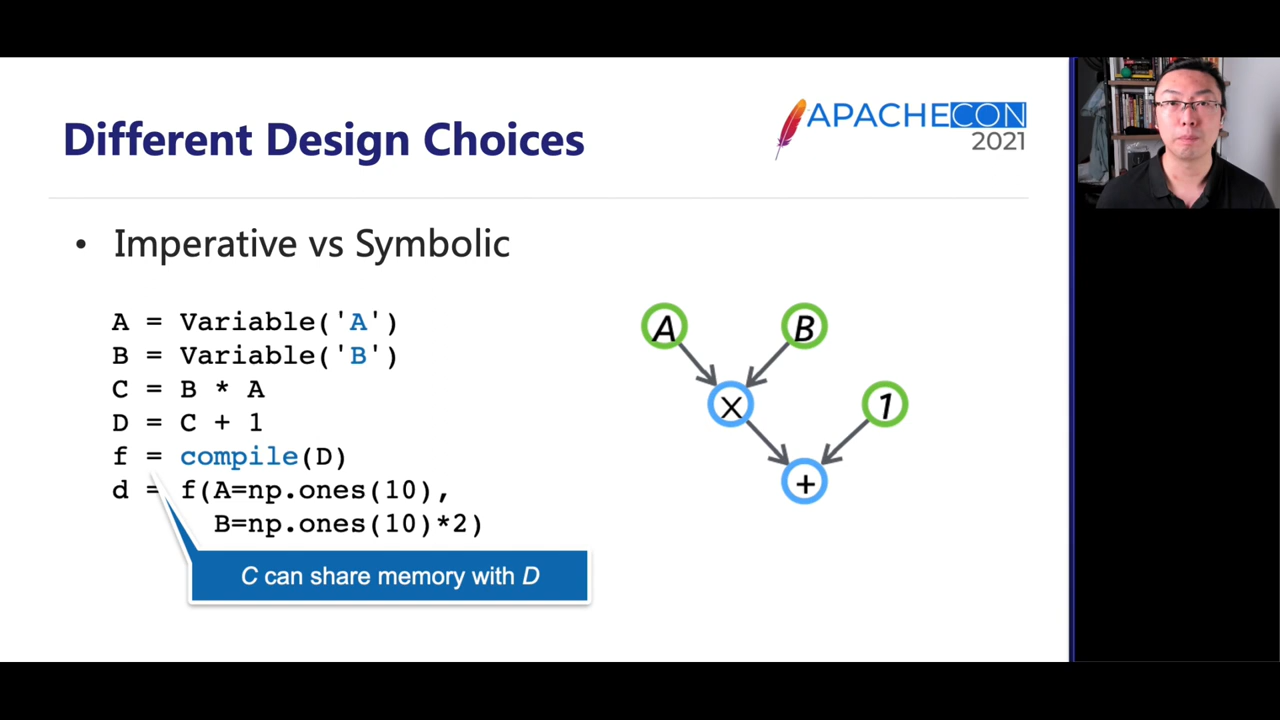 Different Design Choices
APACHECON
2021
• Imperative vs Symbolic
A = Variable('A')
B = Variable('B')
C = B * A
D = C + 1
f = compile(D)
d = f(A=np.ones(10),
B=np.ones(10)*2)
C can share memory with D
A B
x 1
+